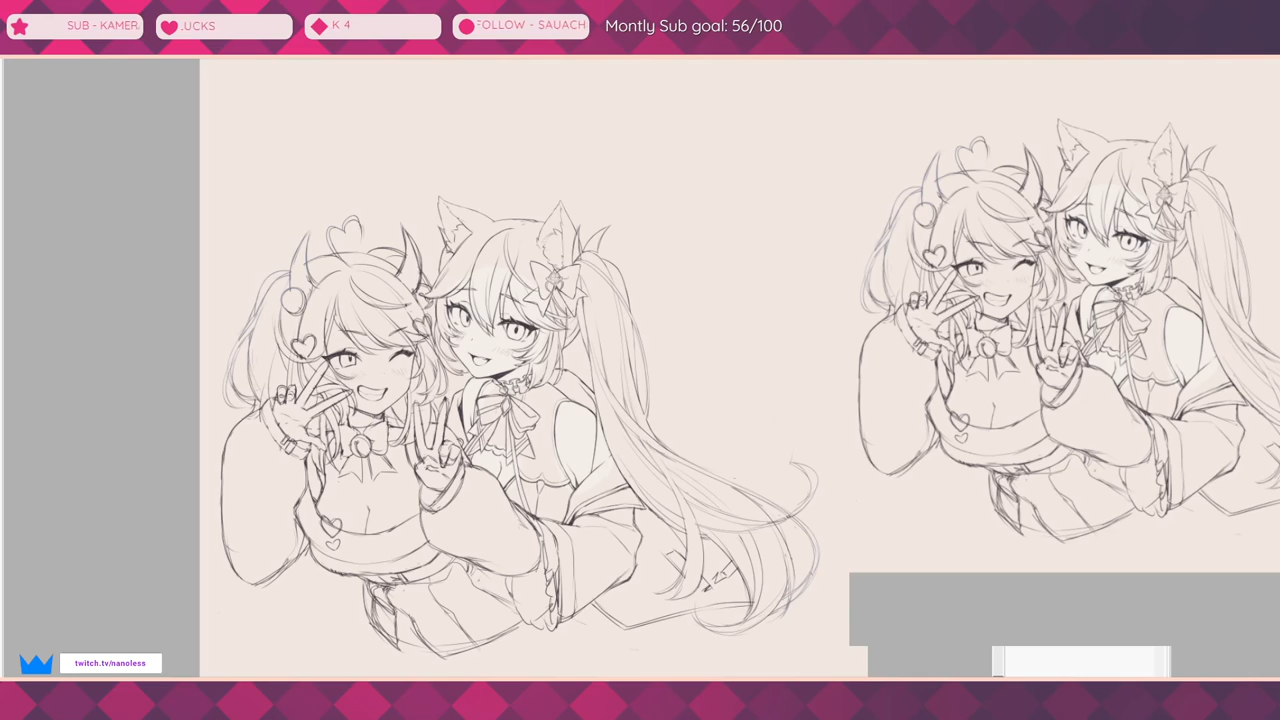 SUB - KAMER
.UCKS
K 4
FOLLOW - SAUACH
Montly Sub goal: 56/100
twitch.tv/nanoless